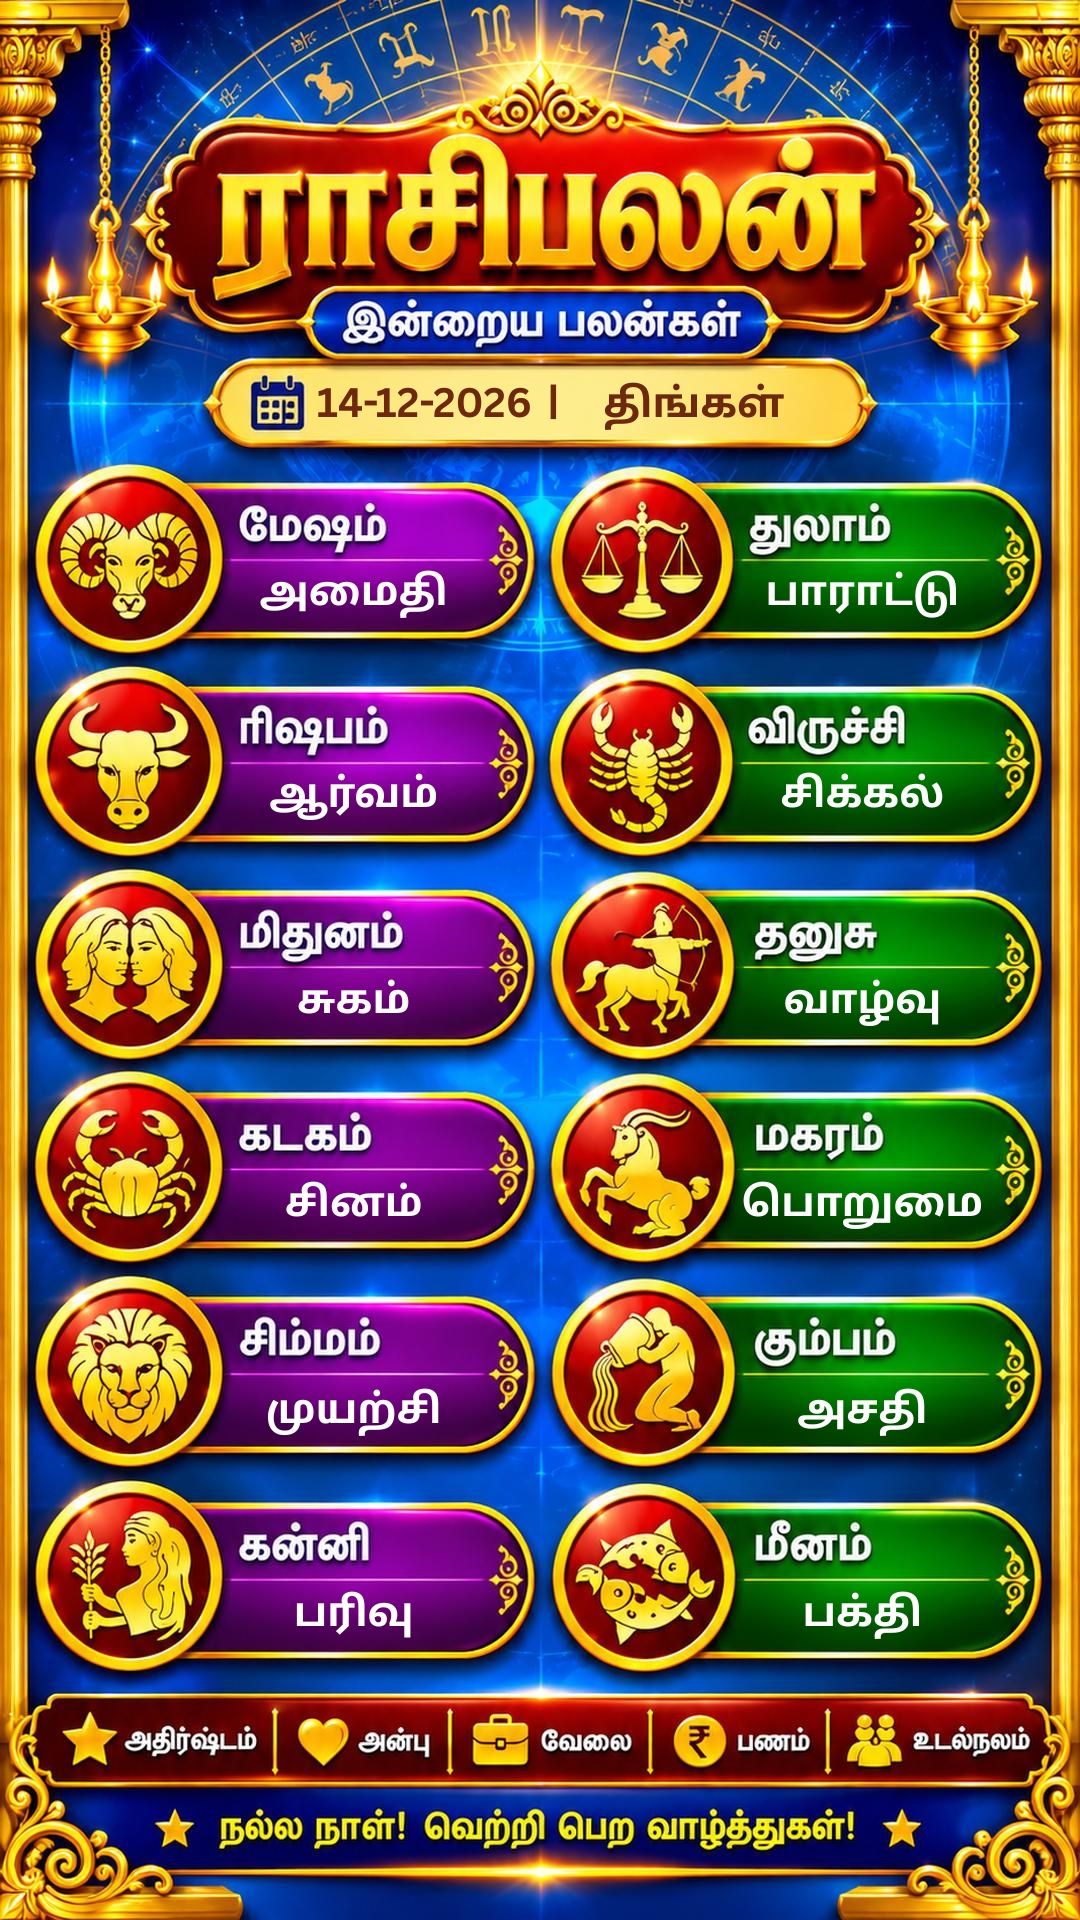 ராசிபலன்
இன்றைய பலன்கள்
14-12-2026 | திங்கள்
மேஷம்
அமைதி
துலாம்
பாராட்டு
ரிஷபம்
ஆர்வம்
விருச்சி
சிக்கல்
மிதுனம்
சுகம்
தனுசு
வாழ்வு
கடகம்
சினம்
மகரம்
பொறுமை
சிம்மம்
முயற்சி
கும்பம்
அசதி
கன்னி
பரிவு
மீனம்
பக்தி
அதிர்ஷ்டம் அன்பு வேலை ₹ பணம் உடல்நலம்
நல்ல நாள்! வெற்றி பெற வாழ்த்துகள்!